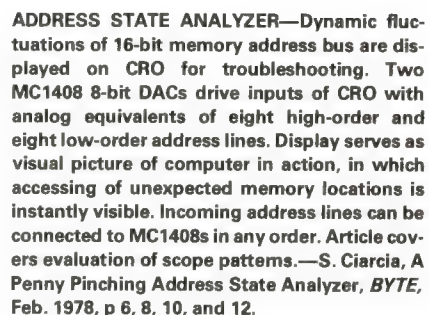 ADDRESS STATE ANALYZER—Dynamic fluc-
tuations of 16-bit memory address bus are dis-
played on CRO for troubleshooting. Two
MC1408 8-bit DACs drive inputs of CRO with
analog equivalents of eight high-order and
eight low-order address lines. Display serves as
visual picture of computer in action, in which
accessing of unexpected memory locations is
instantly visible. Incoming address lines can be
connected to MC1408s in any order. Article cov-
ers evaluation of scope patterns.—S. Ciarcia, A
Penny Pinching Address State Analyzer, BYTE,
Feb. 1978, p 6, 8, 10, and 12.